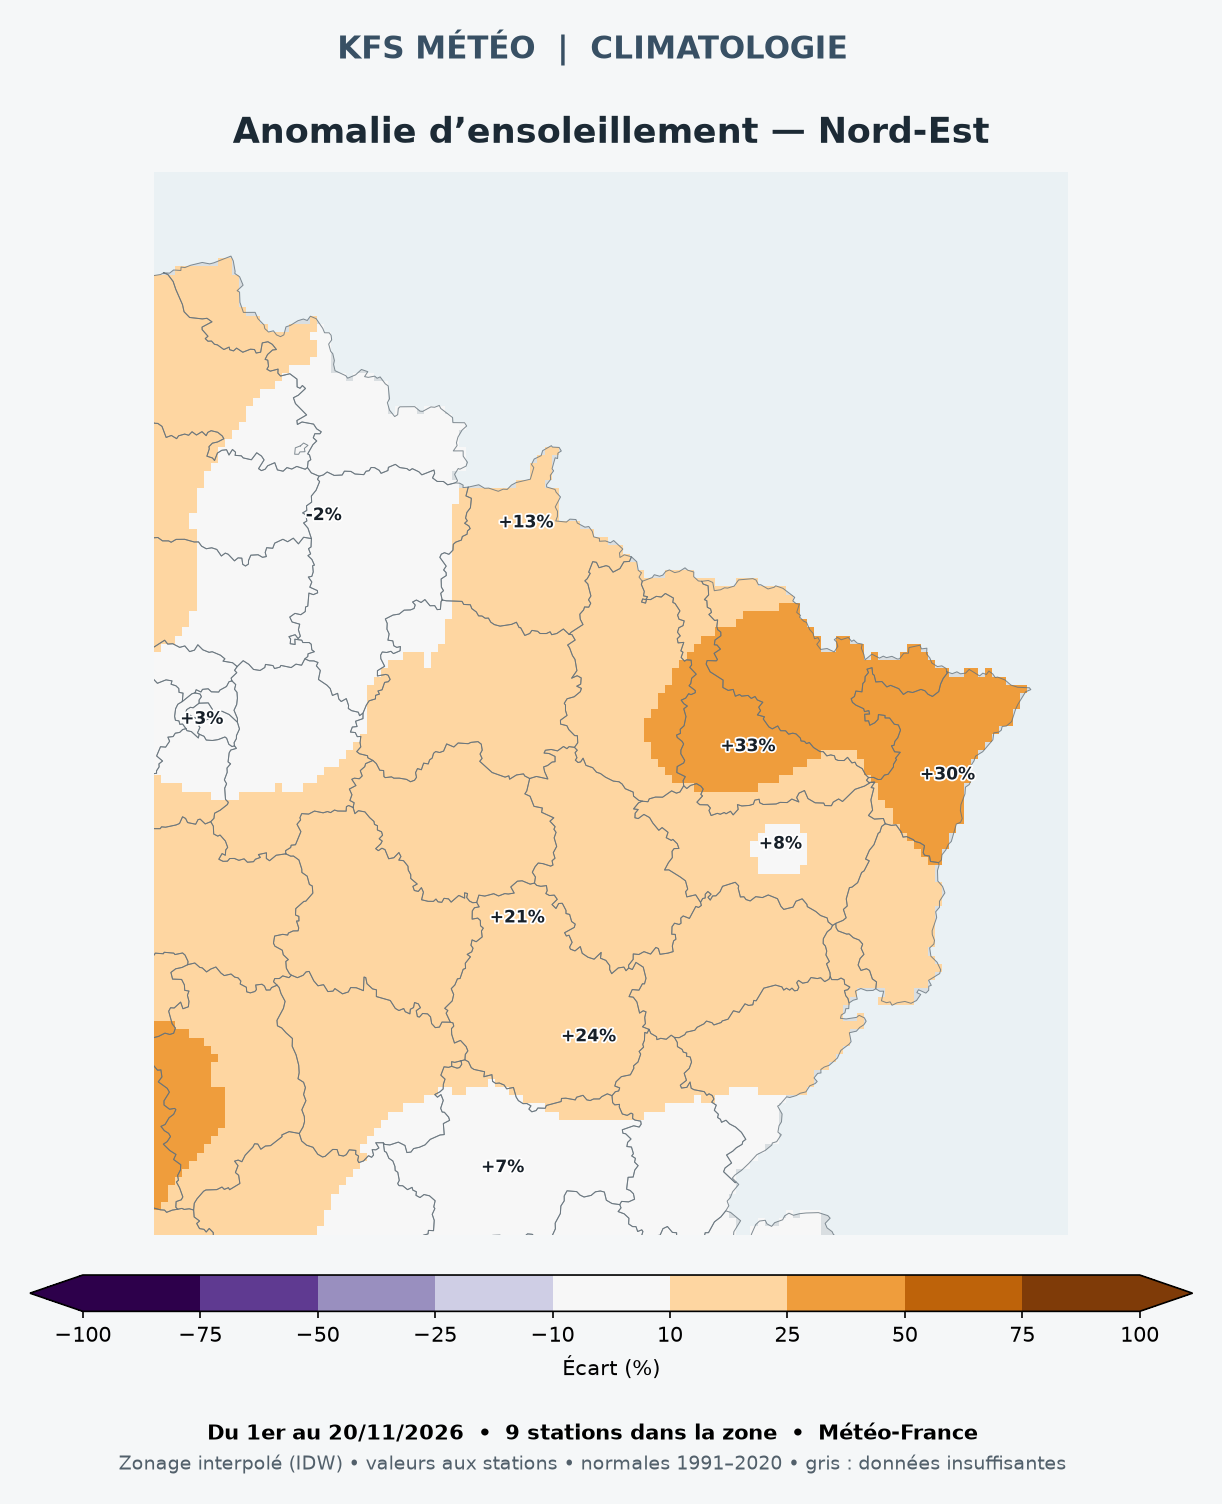 KFS MÉTÉO | CLIMATOLOGIE
Anomalie d’ensoleillement — Nord-Est
-2%
+13%
+3%
+33%
+30%
+8%
+21%
+24%
+7%
−100 −75 −50 −25 −10 10 25 50 75 100
Écart (%)
Du 1er au 20/11/2026 • 9 stations dans la zone • Météo-France
Zonage interpolé (IDW) • valeurs aux stations • normales 1991–2020 • gris : données insuffisantes